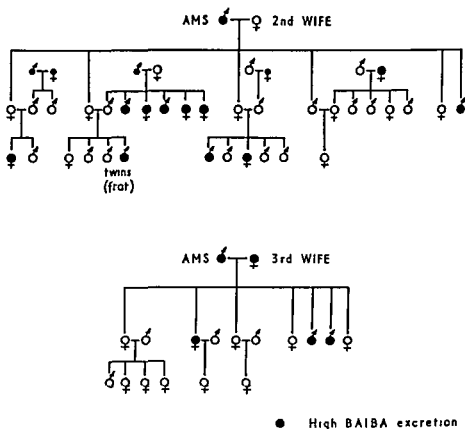 AMS 2nd WIFE
twins
(frat)
AMS 3rd WIFE
High BAIBA excretion